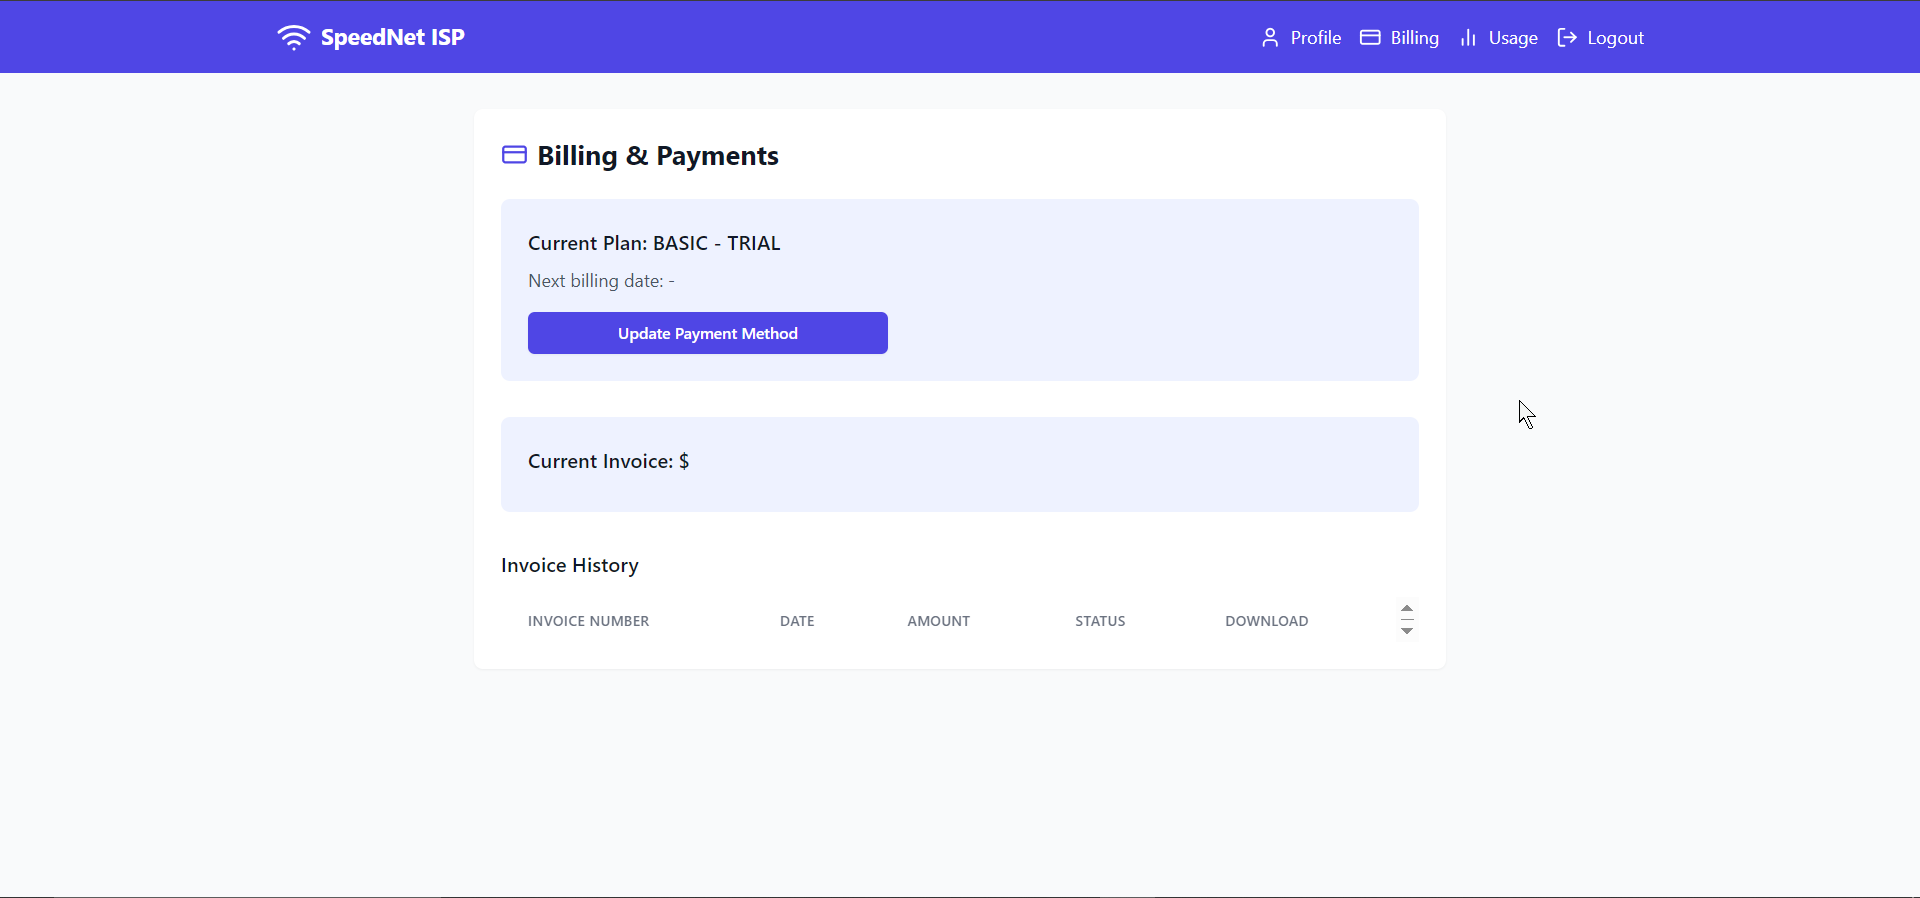 SpeedNet ISP
Profile
Billing
Usage
Logout
Billing & Payments
Current Plan: BASIC - TRIAL
Next billing date: -
Update Payment Method
Current Invoice: $
Invoice History
INVOICE NUMBER DATE AMOUNT STATUS DOWNLOAD